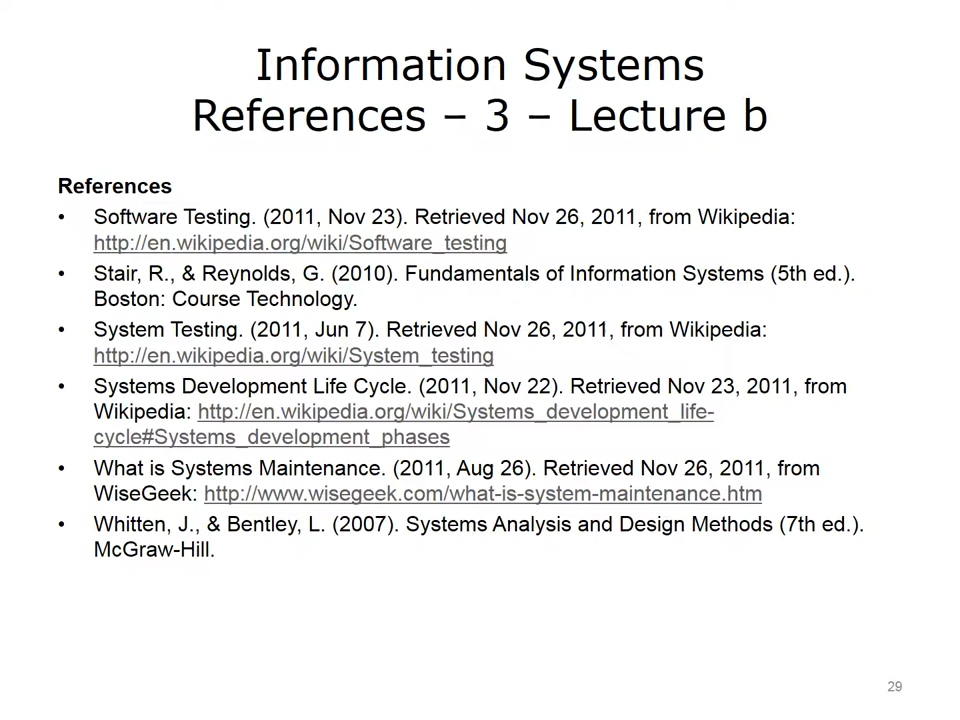 Information Systems
References – 3 – Lecture b
References
• Software Testing. (2011, Nov 23). Retrieved Nov 26, 2011, from Wikipedia:
http://en.wikipedia.org/wiki/Software_testing
• Stair, R., & Reynolds, G. (2010). Fundamentals of Information Systems (5th ed.).
Boston: Course Technology.
• System Testing. (2011, Jun 7). Retrieved Nov 26, 2011, from Wikipedia:
http://en.wikipedia.org/wiki/System_testing
• Systems Development Life Cycle. (2011, Nov 22). Retrieved Nov 23, 2011, from
Wikipedia: http://en.wikipedia.org/wiki/Systems_development_life-
cycle#Systems_development_phases
• What is Systems Maintenance. (2011, Aug 26). Retrieved Nov 26, 2011, from
WiseGeek: http://www.wisegeek.com/what-is-system-maintenance.htm
• Whitten, J., & Bentley, L. (2007). Systems Analysis and Design Methods (7th ed.).
McGraw-Hill.
29